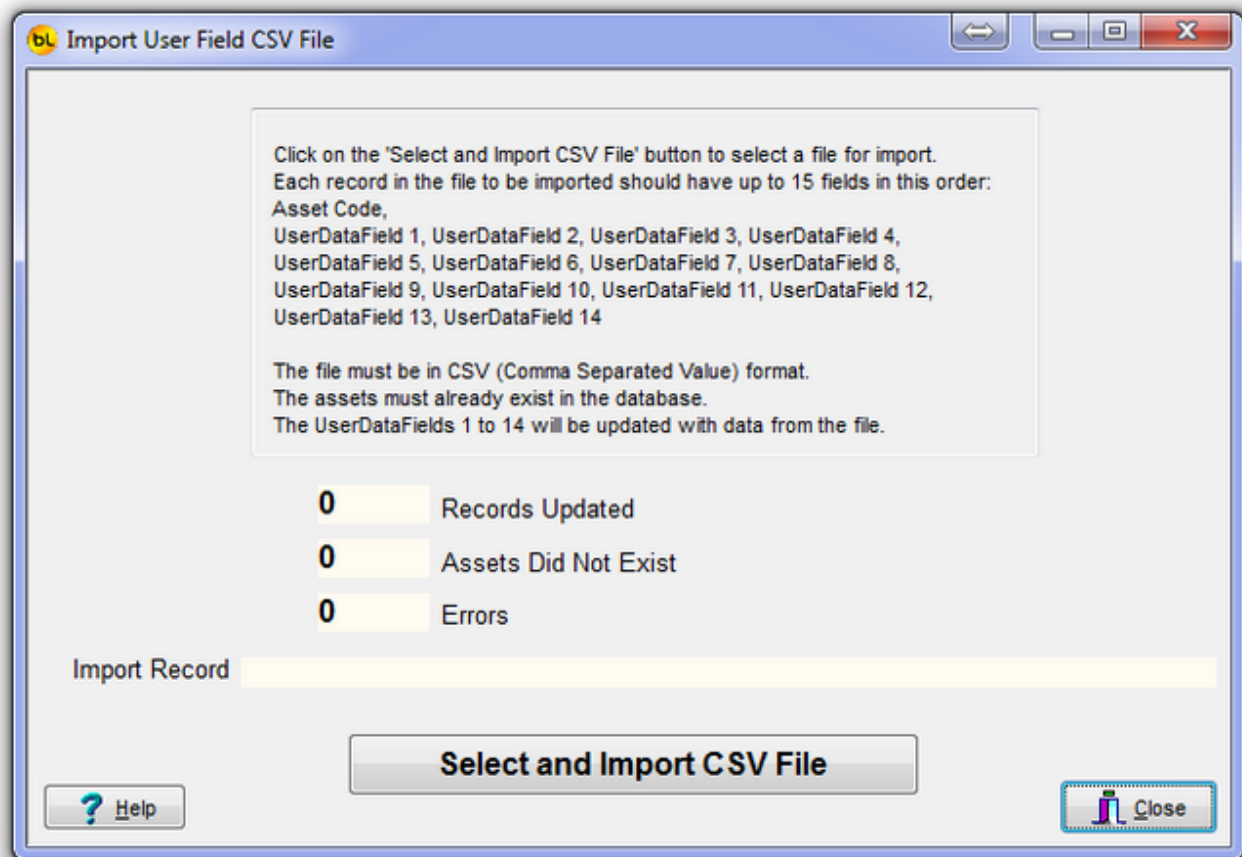 bL Import User Field CSV File
Click on the 'Select and Import CSV File' button to select a file for import.
Each record in the file to be imported should have up to 15 fields in this order:
Asset Code,
UserDataField 1, UserDataField 2, UserDataField 3, UserDataField 4,
UserDataField 5, UserDataField 6, UserDataField 7, UserDataField 8,
UserDataField 9, UserDataField 10, UserDataField 11, UserDataField 12,
UserDataField 13, UserDataField 14
The file must be in CSV (Comma Separated Value) format.
The assets must already exist in the database.
The UserDataFields 1 to 14 will be updated with data from the file.
0 Records Updated
0 Assets Did Not Exist
0 Errors
Import Record
Select and Import CSV File
? Help
Close